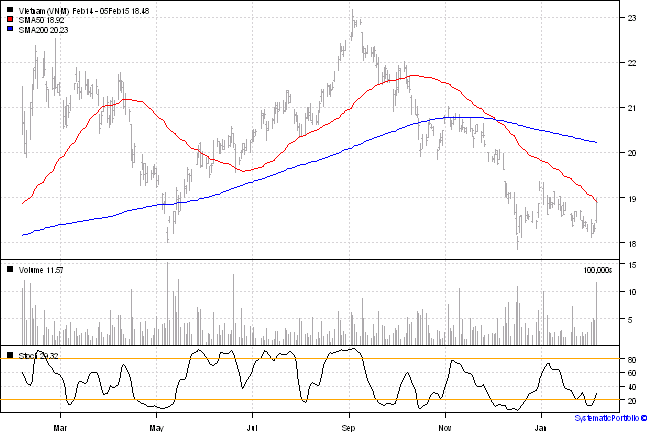 Vietnam (VNM) Feb14 - 05Feb15 18.48
SMA50 18.92
SMA200 20.23
23
22
21
20
19
18
Volume 11.57
100,000s
15
10
5
Stoch 29.32
80
60
40
20
Mar May Jul Sep Nov Jan
SystematicPortfolio ©